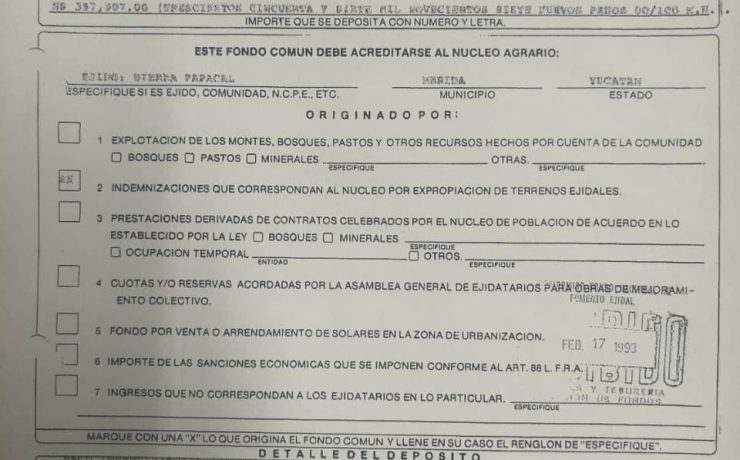 N$ 357,907.00 (TRESCIENTOS CINCUENTA Y SIETE MIL NOVECIENTOS SIETE NUEVOS PESOS 00/100 M.N.).
IMPORTE QUE SE DEPOSITA CON NUMERO Y LETRA.
ESTE FONDO COMUN DEBE ACREDITARSE AL NUCLEO AGRARIO:
EJIDO: SIERRA PAPACAL MERIDA YUCATAN
ESPECIFIQUE SI ES EJIDO, COMUNIDAD, N.C.P.E., ETC. MUNICIPIO ESTADO
ORIGINADO POR:
1 EXPLOTACION DE LOS MONTES, BOSQUES, PASTOS Y OTROS RECURSOS HECHOS POR CUENTA DE LA COMUNIDAD
BOSQUES PASTOS MINERALES OTRAS.
ESPECIFIQUE ESPECIFIQUE
XX 2 INDEMNIZACIONES QUE CORRESPONDAN AL NUCLEO POR EXPROPIACION DE TERRENOS EJIDALES.
3 PRESTACIONES DERIVADAS DE CONTRATOS CELEBRADOS POR EL NUCLEO DE POBLACION DE ACUERDO EN LO
ESTABLECIDO POR LA LEY BOSQUES MINERALES
ESPECIFIQUE
OCUPACION TEMPORAL OTROS.
ENTIDAD ESPECIFIQUE
4 CUOTAS Y/O RESERVAS ACORDADAS POR LA ASAMBLEA GENERAL DE EJIDATARIOS PARA OBRAS DE MEJORAMI-
ENTO COLECTIVO.
FOMENTO EJIDAL
5 FONDO POR VENTA O ARRENDAMIENTO DE SOLARES EN LA ZONA DE URBANIZACION.
FEB. 17 1993
6 IMPORTE DE LAS SANCIONES ECONOMICAS QUE SE IMPONEN CONFORME AL ART. 88 L. F.R.A.
Y TESORERIA
7 INGRESOS QUE NO CORRESPONDAN A LOS EJIDATARIOS EN LO PARTICULAR.
DE FONDOS
ESPECIFIQUE
MARQUE CON UNA "X" LO QUE ORIGINA EL FONDO COMUN Y LLENE EN SU CASO EL RENGLON DE "ESPECIFIQUE".
DETALLE DEL DEPOSITO